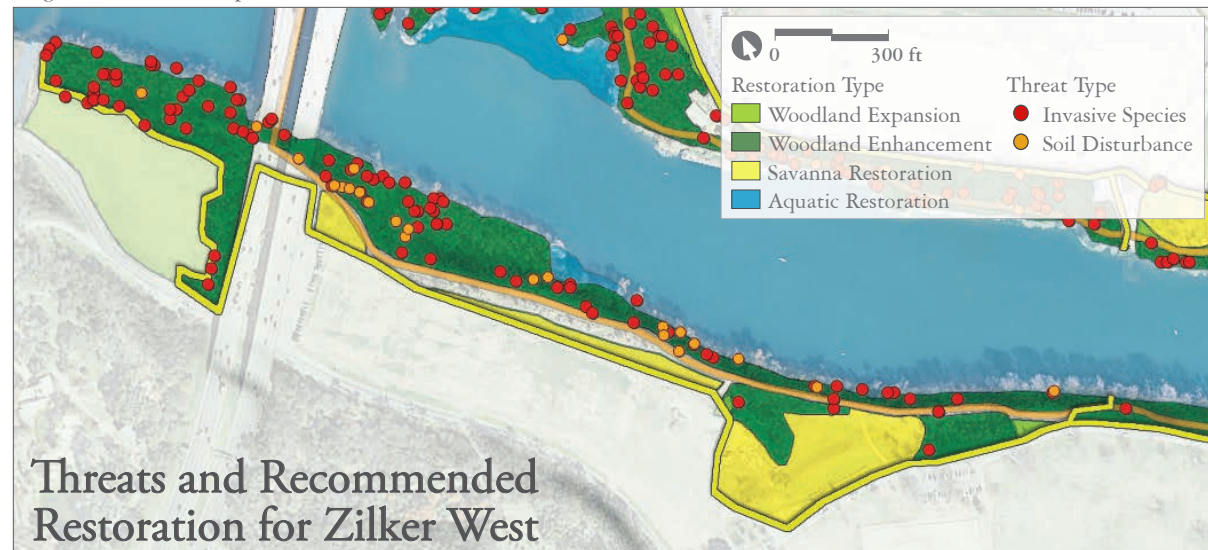 0
300 ft
Restoration Type
Woodland Expansion
Woodland Enhancement
Savanna Restoration
Aquatic Restoration
Threat Type
Invasive Species
Soil Disturbance
Threats and Recommended
Restoration for Zilker West